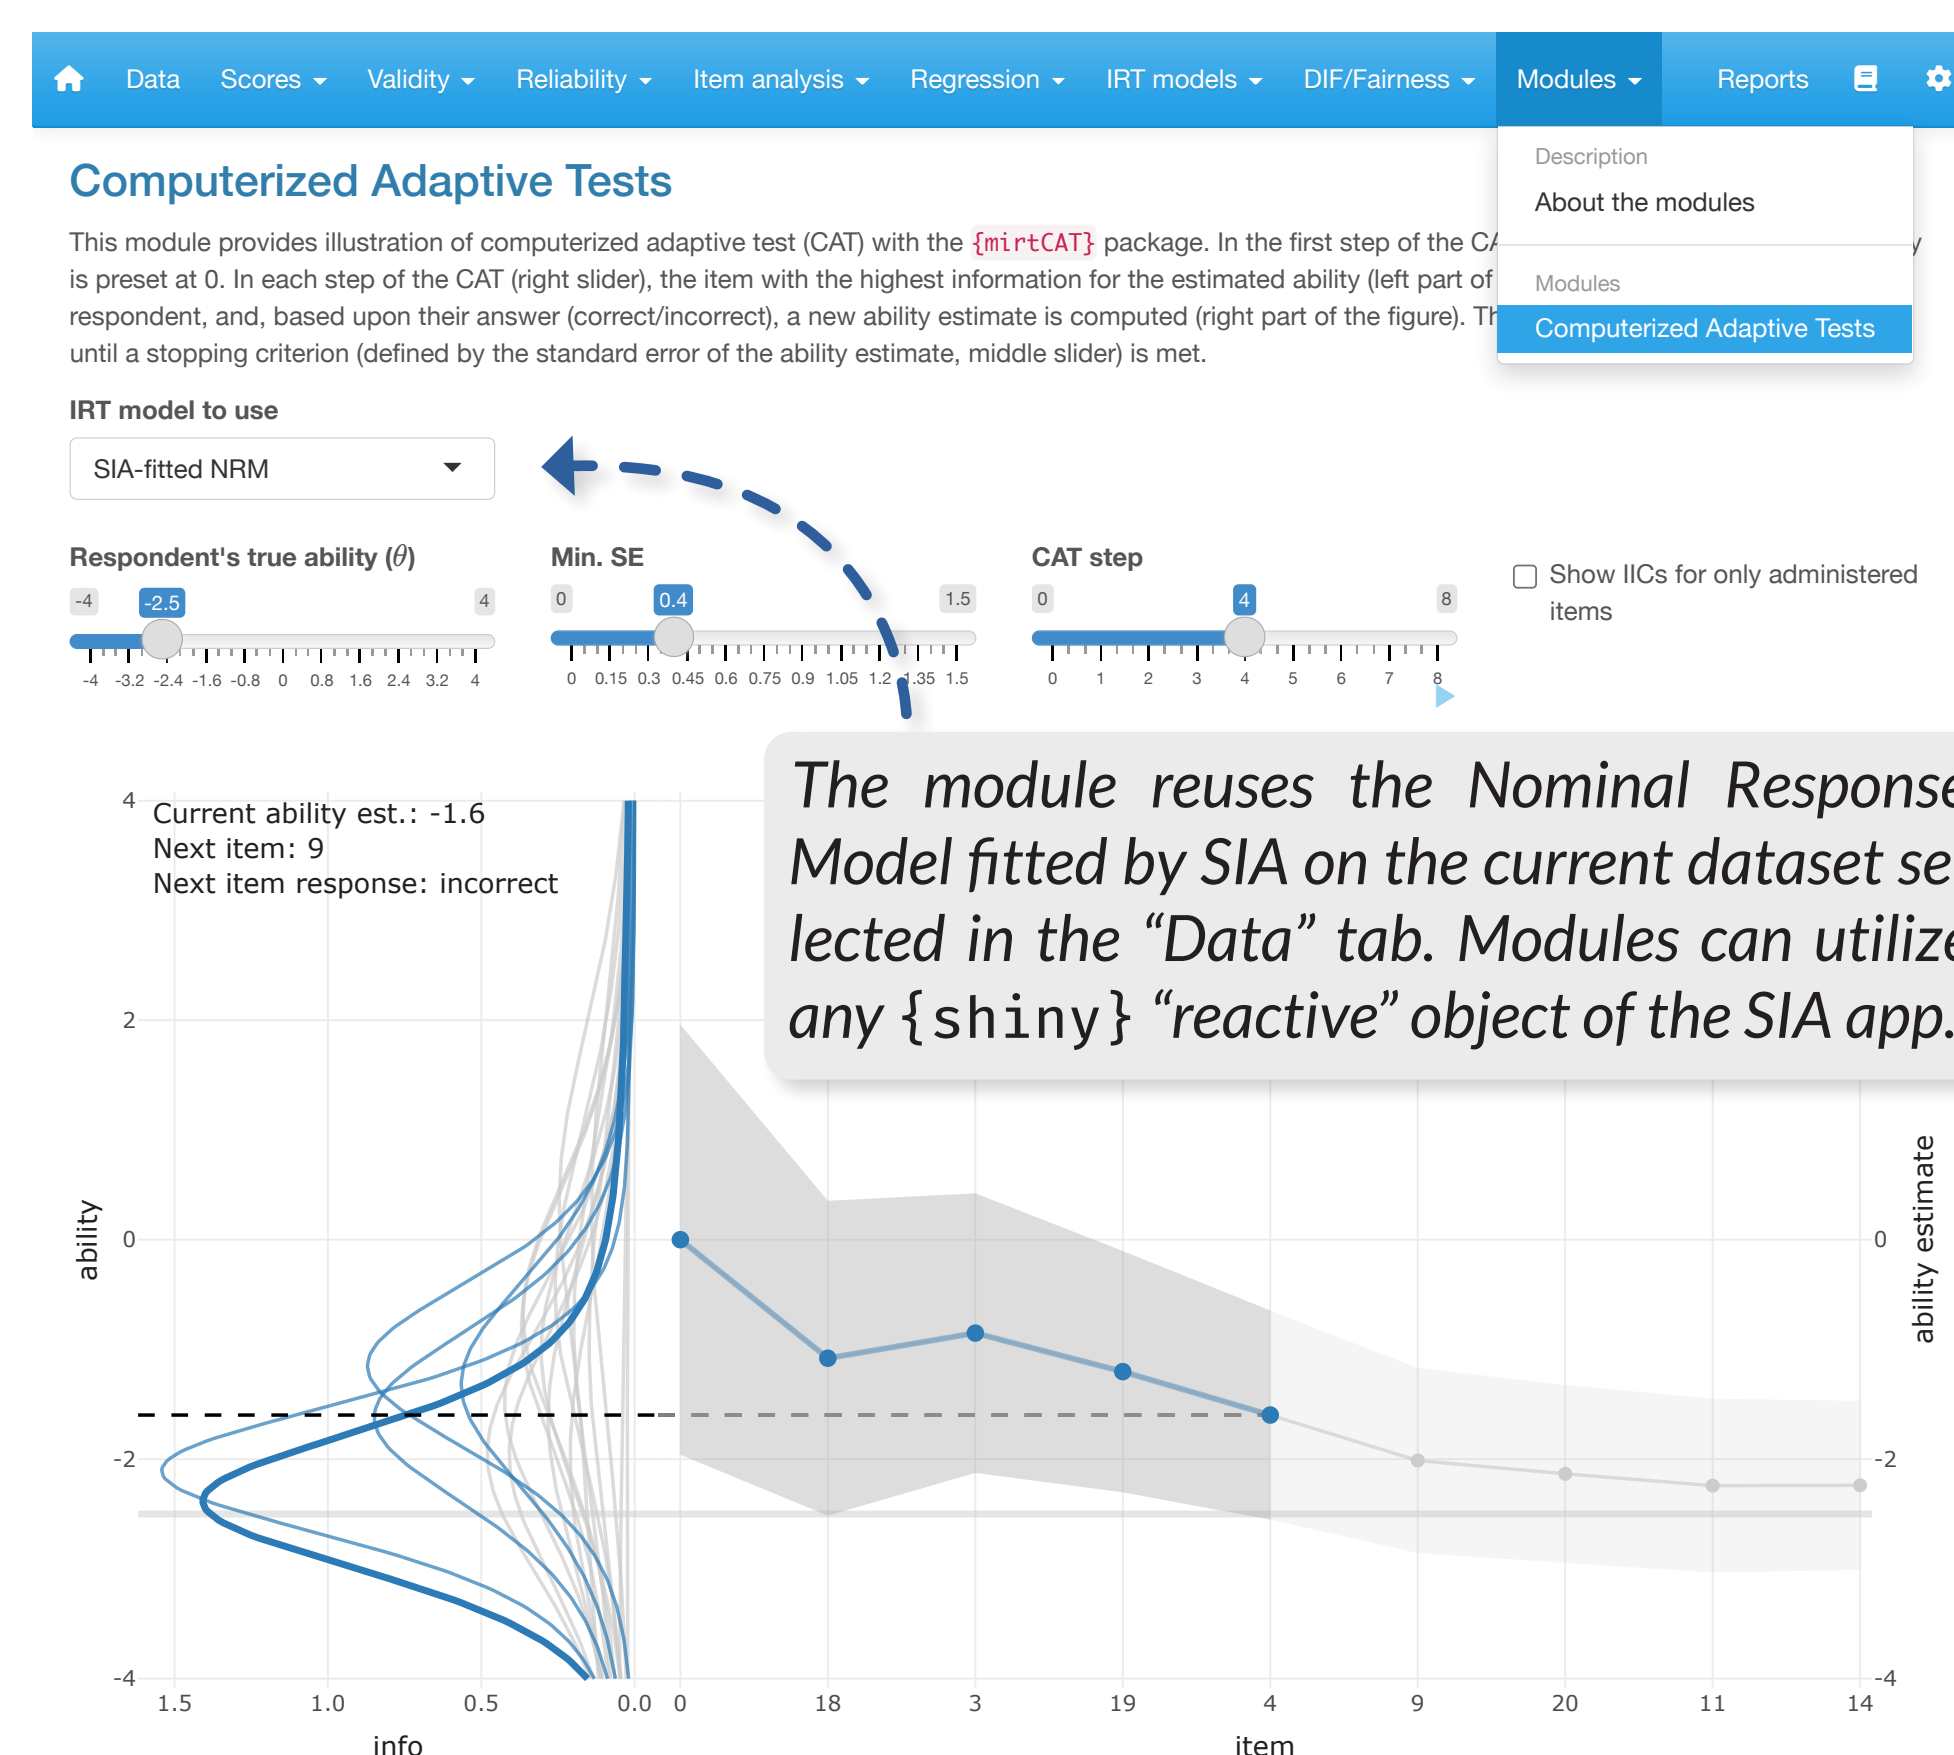 Data Scores Validity Reliability Item analysis Regression IRT models DIF/Fairness Modules Reports
Description
About the modules
Modules
Computerized Adaptive Tests
Computerized Adaptive Tests
This module provides illustration of computerized adaptive test (CAT) with the {mirtCAT} package. In the first step of the
is preset at 0. In each step of the CAT (right slider), the item with the highest information for the estimated ability (left part of
respondent, and, based upon their answer (correct/incorrect), a new ability estimate is computed (right part of the figure).
until a stopping criterion (defined by the standard error of the ability estimate, middle slider) is met.
IRT model to use
SIA-fitted NRM
Respondent's true ability (θ)
-4 -2.5 4
-4 -3.2 -2.4 -1.6 -0.8 0 0.8 1.6 2.4 3.2 4
Min. SE
0 0.4 1.5
0 0.15 0.3 0.45 0.6 0.75 0.9 1.05 1.2 1.35 1.5
CAT step
0 4 8
0 1 2 3 4 5 6 7 8
Show IICs for only administered
items
The module reuses the Nominal Response
Model fitted by SIA on the current dataset se
lected in the “Data” tab. Modules can utilize
any {shiny} “reactive” object of the SIA app.
Current ability est.: -1.6
Next item: 9
Next item response: incorrect
ability
4
2
0
-2
-4
1.5 1.0 0.5 0.0
info
0 18 3 19 4 9 20 11 14
item
0
-2
-4
ability estimate